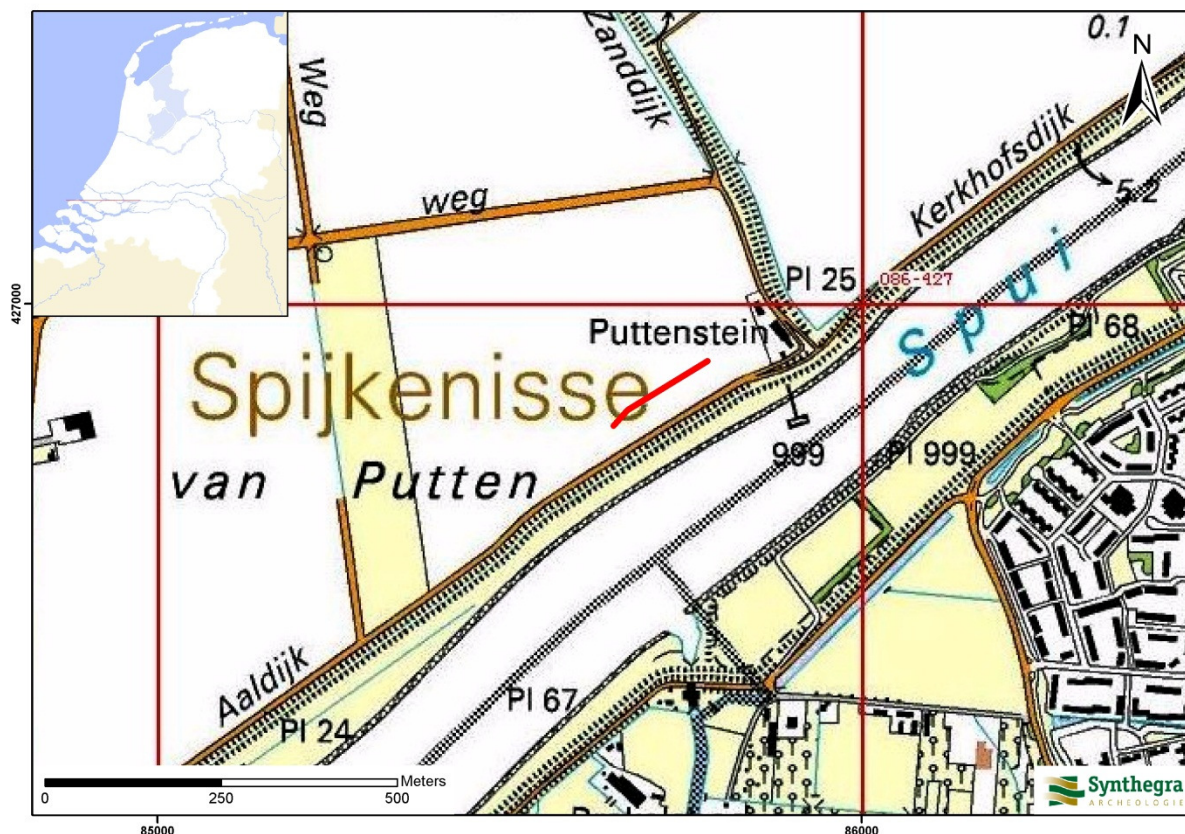 Weg
Zanddijk
0.1
N
weg
Kerkhofsdijk
5.2
Pl 25
086-427
427000
Spui
Puttenstein
Pl 68
Spijkenisse
van Putten
999
Pl 999
Aaldijk
Pl 24
Pl 67
Meters
0
250
500
Synthegra
ARCHEOLOGIE
85000
86000